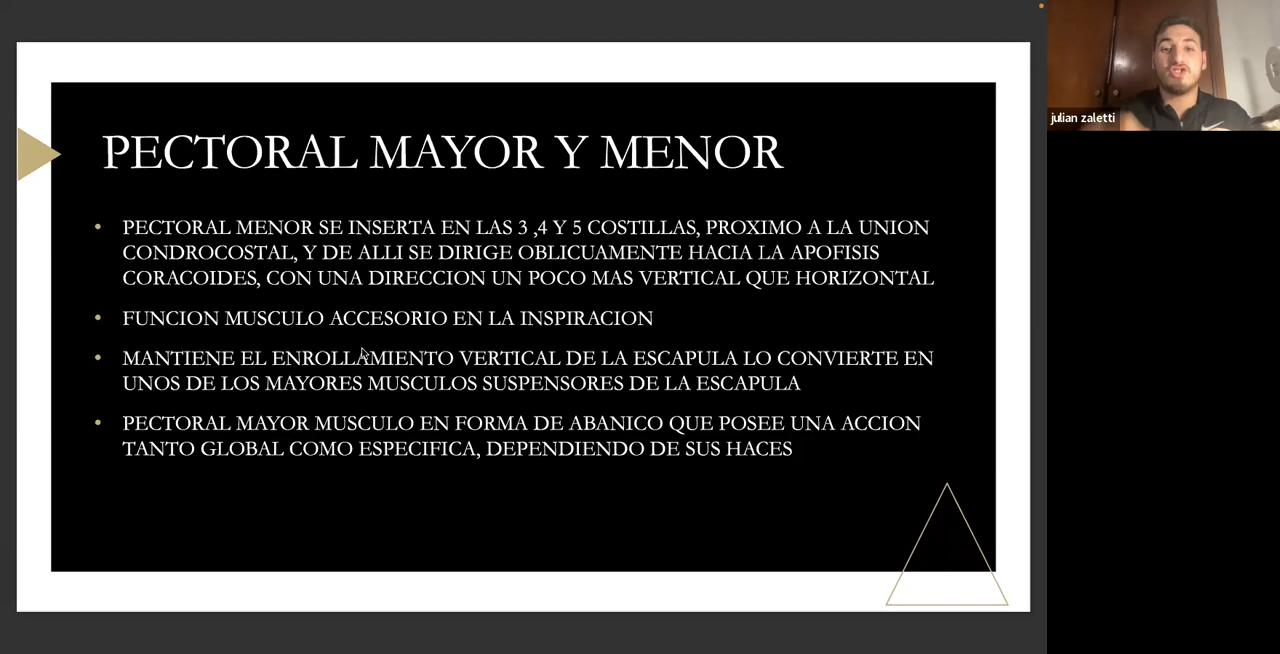 PECTORAL MAYOR Y MENOR
• PECTORAL MENOR SE INSERTA EN LAS 3 ,4 Y 5 COSTILLAS, PROXIMO A LA UNION
CONDROCOSTAL, Y DE ALLI SE DIRIGE OBLICUAMENTE HACIA LA APOFISIS
CORACOIDES, CON UNA DIRECCION UN POCO MAS VERTICAL QUE HORIZONTAL
• FUNCION MUSCULO ACCESORIO EN LA INSPIRACION
• MANTIENE EL ENROLLAMIENTO VERTICAL DE LA ESCAPULA LO CONVIERTE EN
UNOS DE LOS MAYORES MUSCULOS SUSPENSORES DE LA ESCAPULA
• PECTORAL MAYOR MUSCULO EN FORMA DE ABANICO QUE POSEE UNA ACCION
TANTO GLOBAL COMO ESPECIFICA, DEPENDIENDO DE SUS HACES
julian zaletti